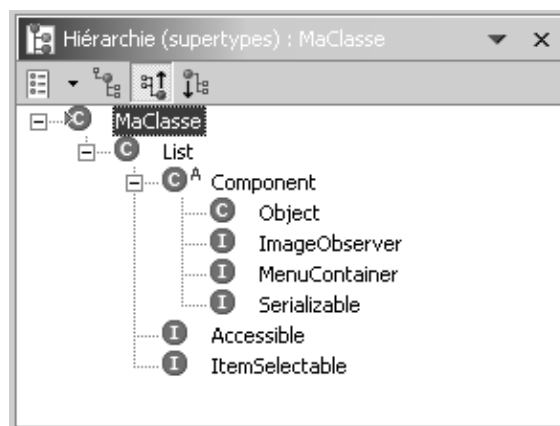 Hiérarchie (supertypes) : MaClasse
C MaClasse
C List
C A Component
C Object
I ImageObserver
I MenuContainer
I Serializable
I Accessible
I ItemSelectable